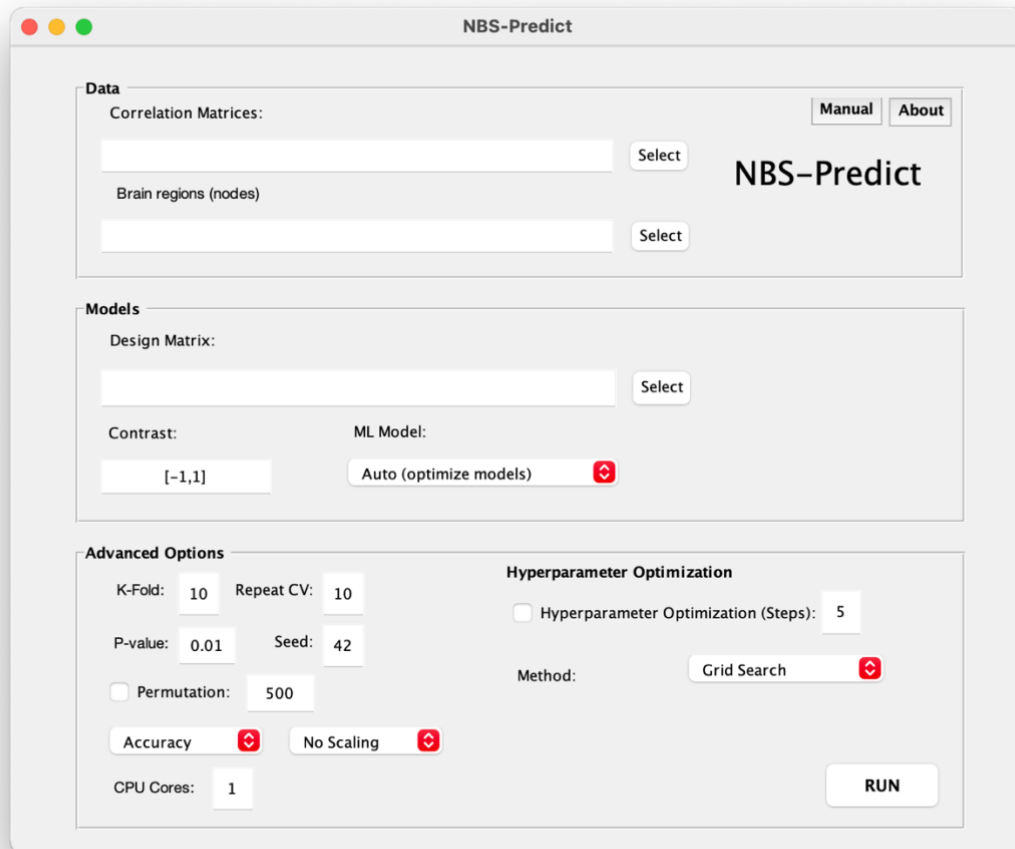 NBS-Predict
Data
Correlation Matrices:
Manual
About
Select
NBS-Predict
Brain regions (nodes)
Select
Models
Design Matrix:
Select
Contrast:
ML Model:
[-1,1]
Auto (optimize models)
Advanced Options
K-Fold: 10 Repeat CV: 10
P-value: 0.01 Seed: 42
Permutation: 500
Accuracy No Scaling
CPU Cores: 1
Hyperparameter Optimization
Hyperparameter Optimization (Steps): 5
Method: Grid Search
RUN